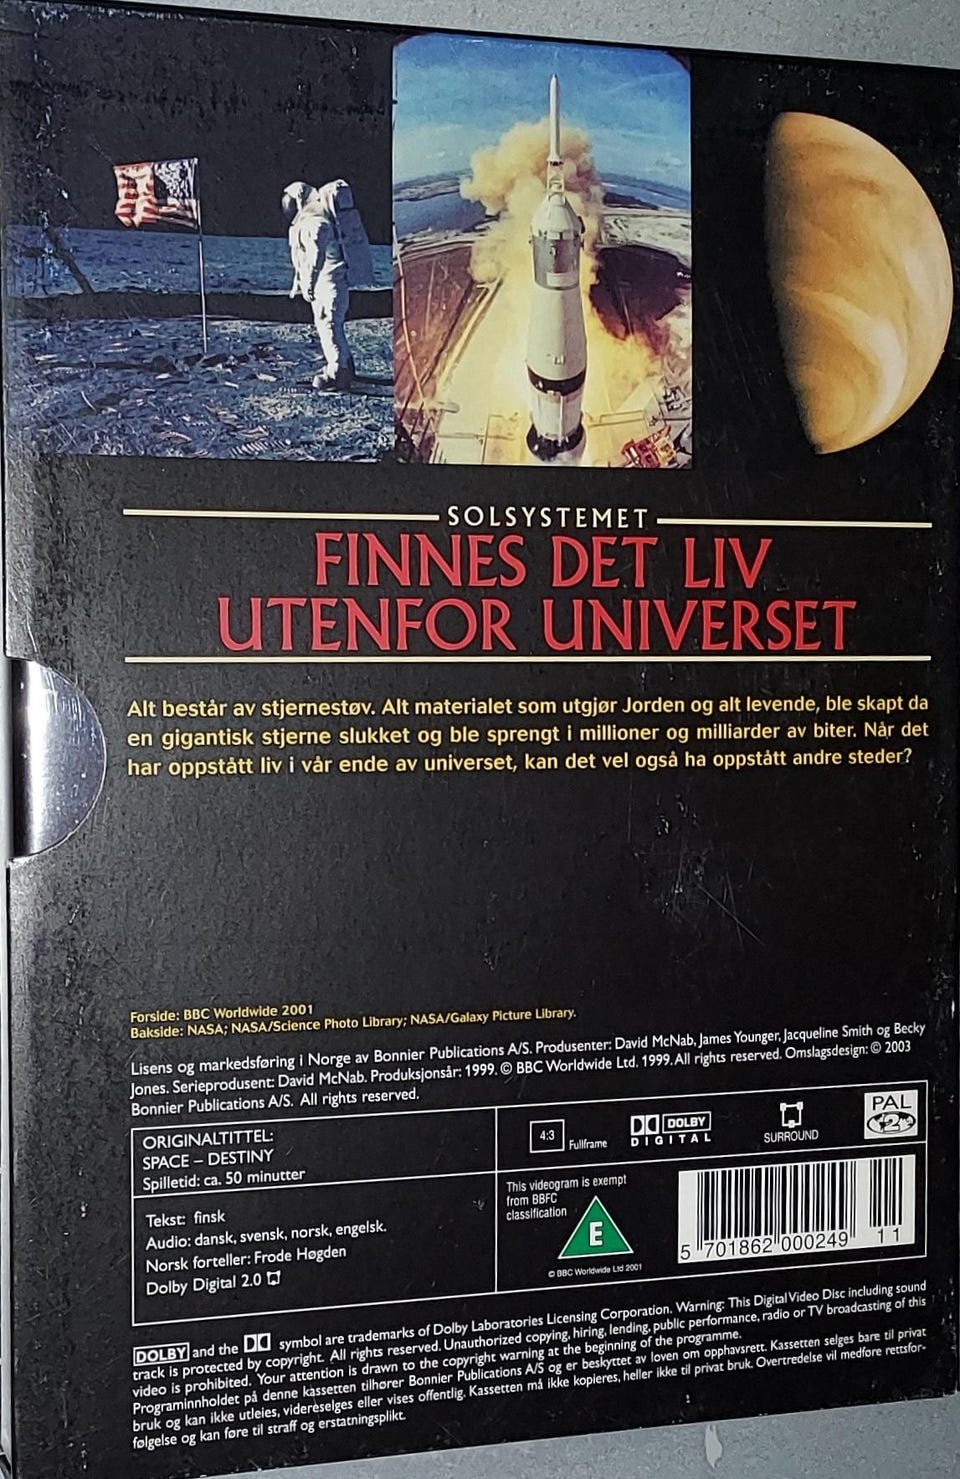 SOLSYSTEMET
FINNES DET LIV
UTENFOR UNIVERSET
Alt består av stjernestøv. Alt materialet som utgjør Jorden og alt levende, ble skapt da
en gigantisk stjerne slukket og ble sprengt i millioner og milliarder av biter. Når det
har oppstått liv i vår ende av universet, kan det vel også ha oppstått andre steder?
Forside: BBC Worldwide 2001
Bakside: NASA; NASA/Science Photo Library; NASA/Galaxy Picture Library.
Lisens og markedsføring i Norge av Bonnier Publications A/S. Produsenter: David McNab, James Younger, Jacqueline Smith og Becky
Jones. Serieprodusent: David McNab. Produksjonsår: 1999. © BBC Worldwide Ltd. 1999. All rights reserved. Omslagsdesign: © 2003
Bonnier Publications A/S. All rights reserved.
ORIGINALTITTEL:
SPACE – DESTINY
Spilletid: ca. 50 minutter
4:3 Fullframe
DOLBY
DIGITAL
SURROUND
PAL
2
Tekst: finsk
Audio: dansk, svensk, norsk, engelsk.
Norsk forteller: Frode Høgden
Dolby Digital 2.0
This videogram is exempt
from BBFC
classification
E
© BBC Worldwide Ltd 2001
5 701862 000249 11
DOLBY and the symbol are trademarks of Dolby Laboratories Licensing Corporation. Warning: This Digital Video Disc including sound
track is protected by copyright. All rights reserved. Unauthorized copying, hiring, lending, public performance, radio or TV broadcasting of this
video is prohibited. Your attention is drawn to the copyright warning at the beginning of the programme.
Programinnholdet på denne kassetten tilhører Bonnier Publications A/S og er beskyttet av loven om opphavsrett. Kassetten selges bare til privat
bruk og kan ikke utleies, videreselges eller vises offentlig. Kassetten må ikke kopieres, heller ikke til privat bruk. Overtredelse vil medføre rettsfor-
følgelse og kan føre til straff og erstatningsplikt.